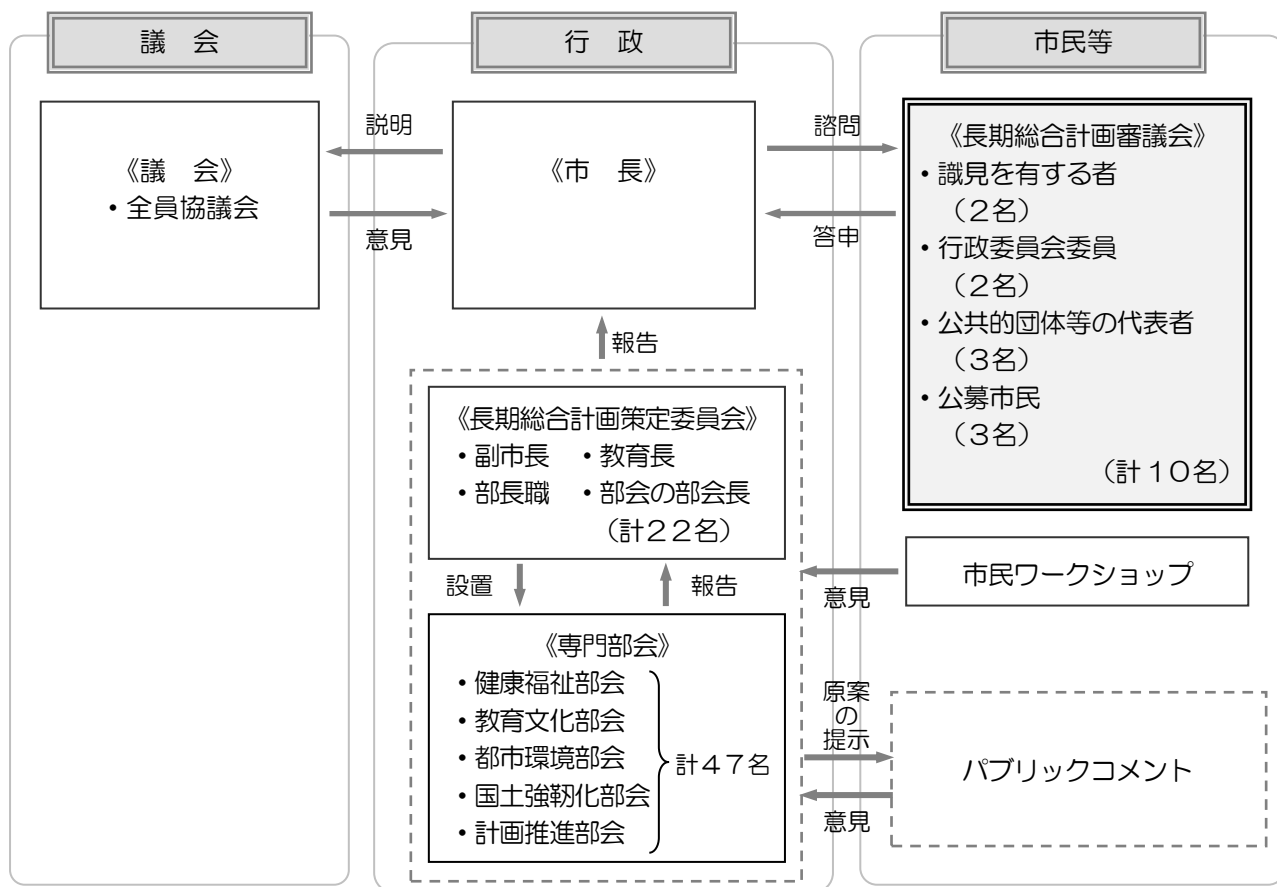 議　会
行　政
市民等
《議　会》
・全員協議会
説明
意見
《市　長》
諮問
答申
《長期総合計画審議会》
・識見を有する者
（２名）
・行政委員会委員
（２名）
・公共的団体等の代表者
（３名）
・公募市民
（３名）
（計１０名）
報告
《長期総合計画策定委員会》
・副市長　・教育長
・部長職　・部会の部会長
（計２２名）
設置
報告
《専門部会》
・健康福祉部会
・教育文化部会
・都市環境部会
・国土強靭化部会
・計画推進部会
計４７名
市民ワークショップ
意見
原案
の
提示
パブリックコメント
意見